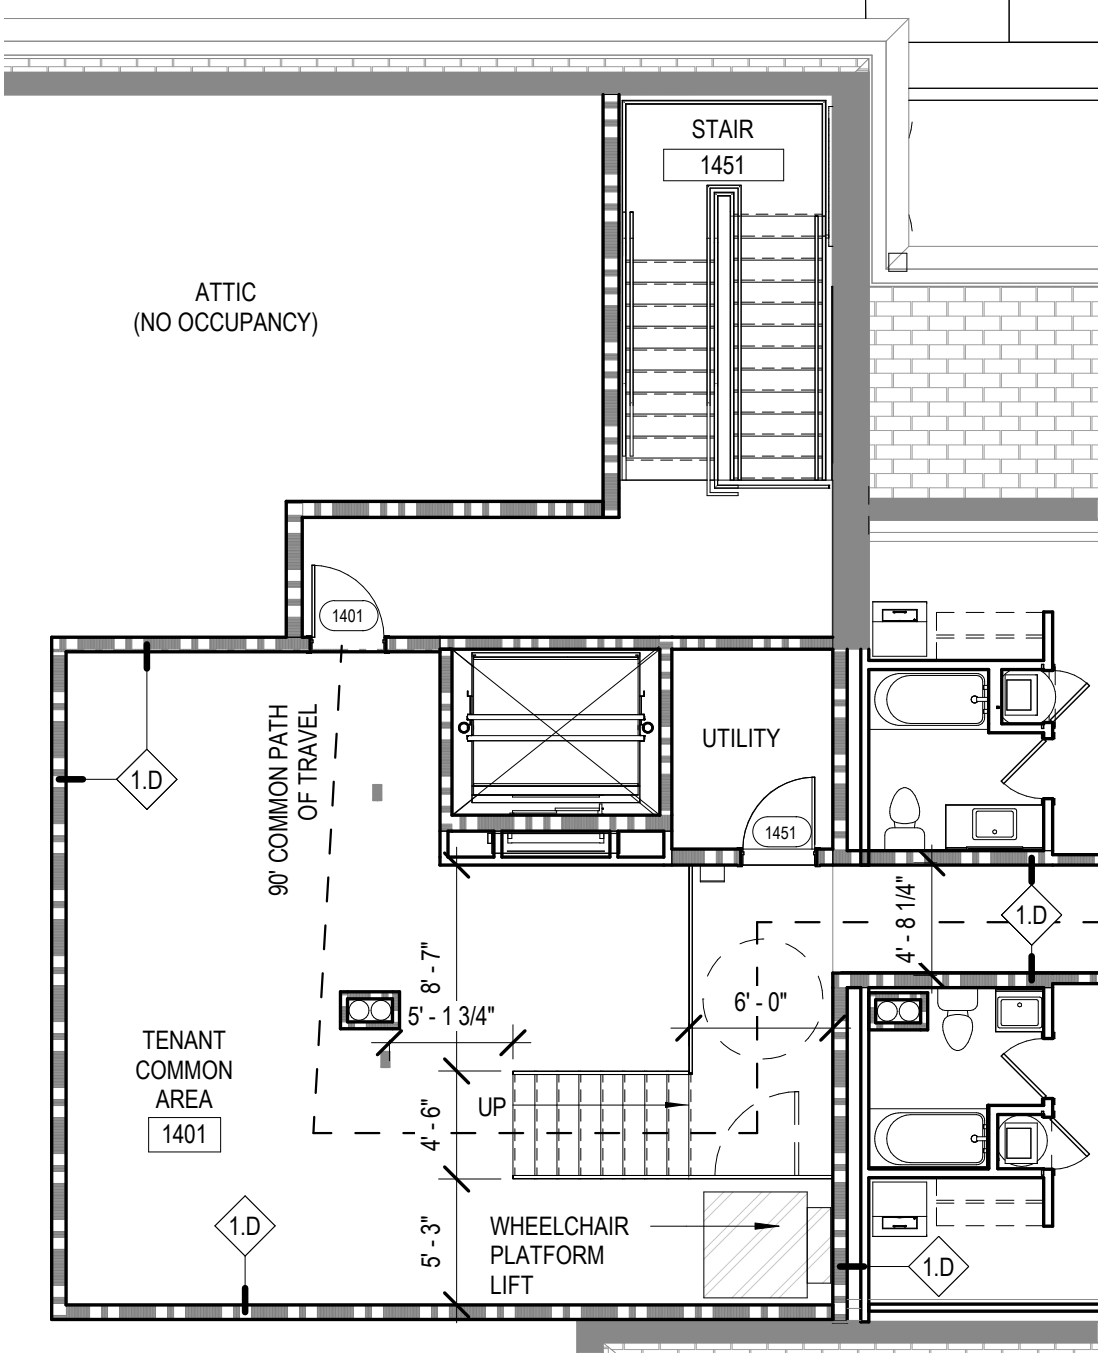 STAIR
1451
ATTIC
(NO OCCUPANCY)
1401
90' COMMON PATH
OF TRAVEL
1.D
UTILITY
1451
4' - 8 1/4"
1.D
8' - 7"
5' - 1 3/4"
6' - 0"
TENANT
COMMON
AREA
1401
UP
4' - 6"
5' - 3"
1.D
WHEELCHAIR
PLATFORM
LIFT
1.D